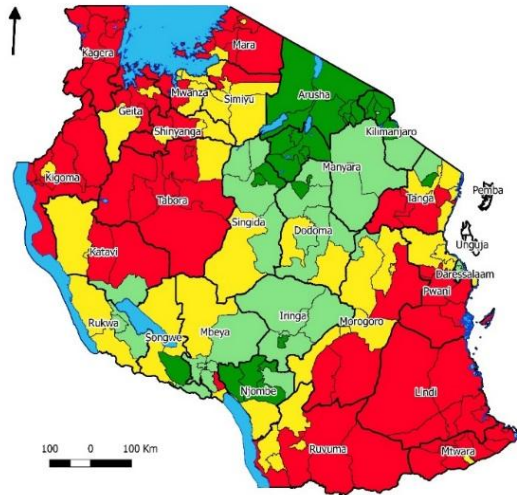 Kagera
Mara
Mwanza
Arusha
Geita
Simiyu
Shinyanga
Kilimanjaro
Kigoma
Manyara
Tabora
Tanga
Pemba
Singida
Dodoma
Unguja
Katavi
Daressalaam
Pwani
Rukwa
Iringa
Morogoro
Songwe
Mbeya
Njombe
Lindi
Ruvuma
Mtwara
100 0 100 Km